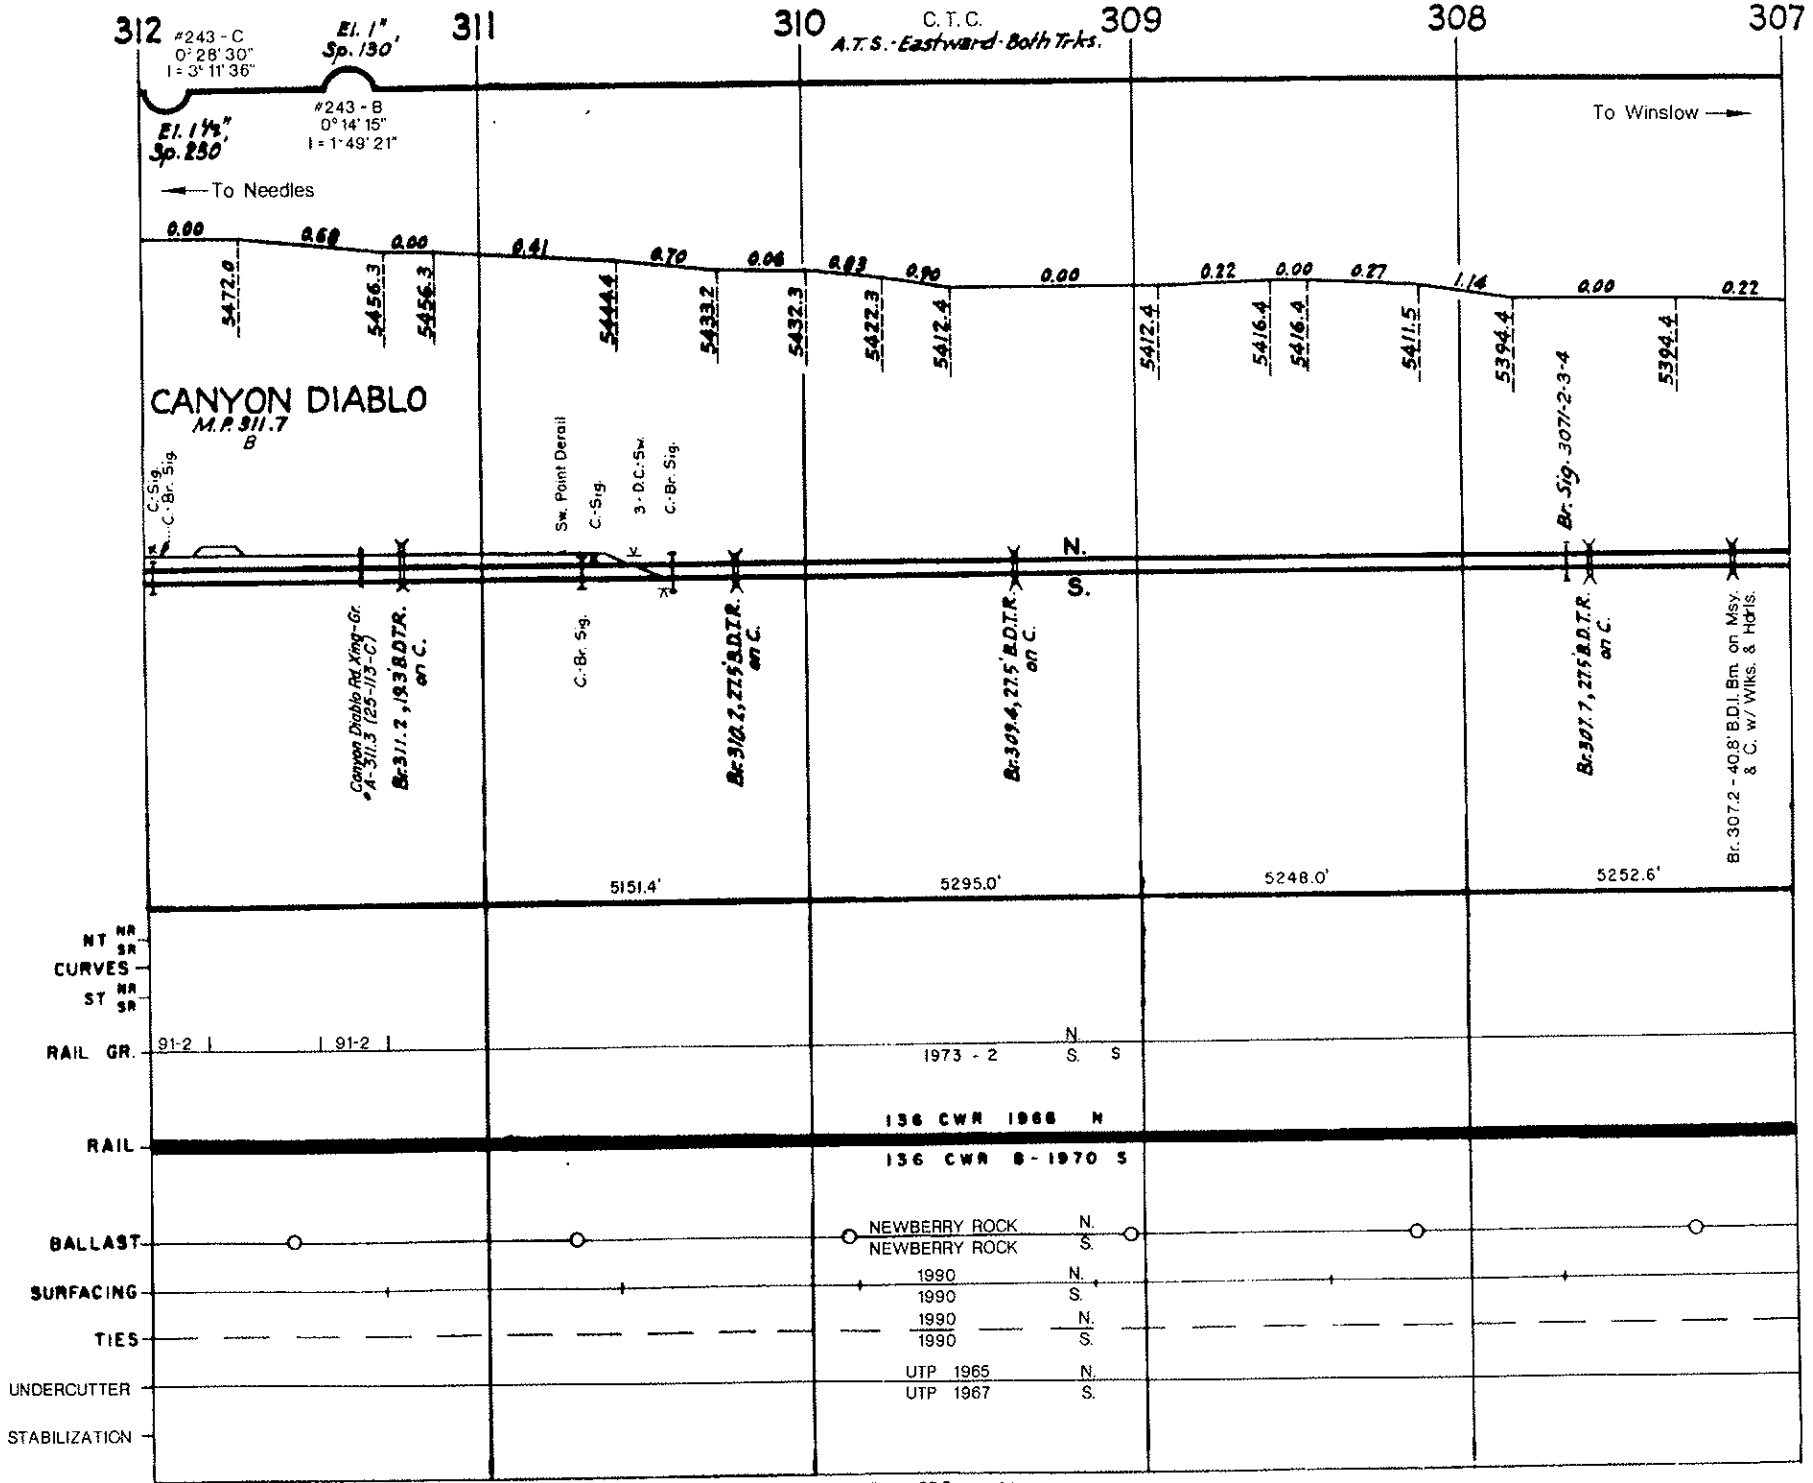 312 311 310 309 308 307
#243 - C
0° 28' 30"
I = 3° 11' 36"
El. 1"
Sp. 130'
C. T. C.
A.T.S. - Eastward - Both Trks.
El. 1 1/2"
Sp. 230'
#243 - B
0° 14' 15"
I = 1° 49' 21"
To Winslow
To Needles
0.00 0.60 0.00 0.41 0.70 0.06 0.83 0.90 0.00 0.22 0.00 0.27 1.14 0.00 0.22
5472.0 5456.3 5456.3 5444.4 5433.2 5432.3 5422.3 5412.4 5412.4 5416.4 5416.4 5411.5 5394.4 5394.4
CANYON DIABLO
M.P. 311.7
B
C.-Sig.
C.-Br. Sig.
Sw. Point Derail
C.-Sig.
3 - D.C. Sw.
C.-Br. Sig.
Br. Sig. 3071-2-3-4
N.
S.
Canyon Diablo Rd. Xing-Gr.
*A-311.3 (25-113-C)
Br. 311.2, 19.3' B.D.T.R.
on C.
C.-Br. Sig.
Br. 310.2, 27.5' B.D.T.R.
on C.
Br. 309.4, 27.5' B.D.T.R.
on C.
Br. 307.7, 27.5' B.D.T.R.
on C.
Br. 307.2 - 40.8' B.D.I. Bm. on Msy.
& C. w/ Wlks. & Hdrls.
5151.4' 5295.0' 5248.0' 5252.6'
NT NR
SR
CURVES
ST NR
SR
RAIL GR. 91-2 91-2 N.
1973 - 2 S. S
136 CWR 1968 N
RAIL
136 CWR 8-1970 S
NEWBERRY ROCK N.
BALLAST
NEWBERRY ROCK S.
1990 N.
SURFACING
1990 S.
1990 N.
TIES
1990 S.
UTP 1965 N.
UNDERCUTTER
UTP 1967 S.
STABILIZATION